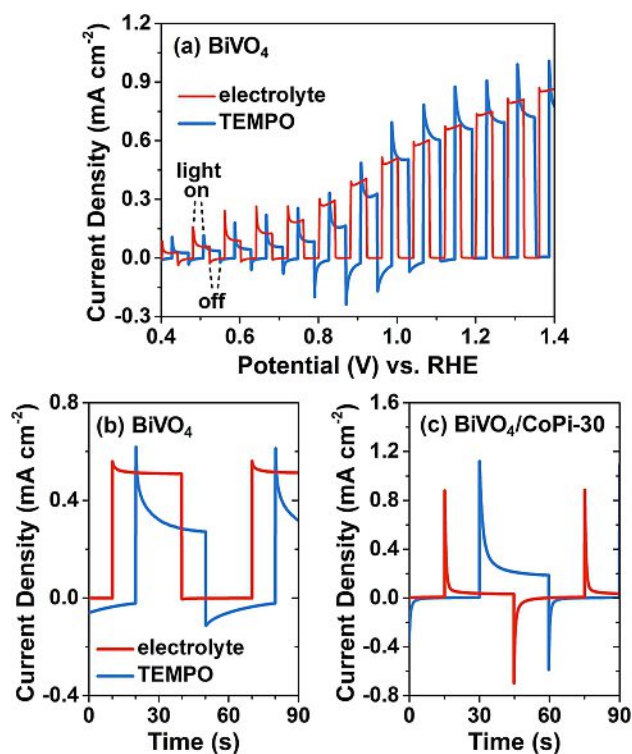 (a) BiVO₄
electrolyte
TEMPO
light
on
off
Current Density (mA cm⁻²)
1.2
0.9
0.6
0.3
0.0
-0.3
0.4 0.6 0.8 1.0 1.2 1.4
Potential (V) vs. RHE
(b) BiVO₄
electrolyte
TEMPO
Current Density (mA cm⁻²)
0.8
0.4
0.0
-0.4
0 30 60 90
Time (s)
(c) BiVO₄/CoPi-30
Current Density (mA cm⁻²)
1.6
1.2
0.8
0.4
0.0
-0.4
-0.8
0 30 60 90
Time (s)